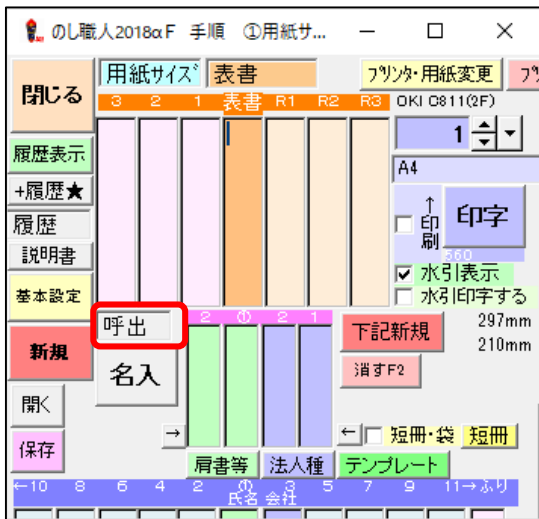 のし職人2018αF 手順 ①用紙サ...
閉じる 用紙サイズ 表書 プリンタ・用紙変更
3 2 1 表書 R1 R2 R3 OKI C811(2F)
1
履歴表示
A4
+履歴★
↑印刷 印字
履歴
560
説明書
水引表示
基本設定
水引印字する
呼出 2 ① 2 1 下記新規 297mm
210mm
新規 名入 消すF2
開く
保存 → ← 短冊・袋 短冊
肩書等 法人種 テンプレート
←10 8 6 4 2 ① 3 5 7 9 11→ふり
氏名 会社